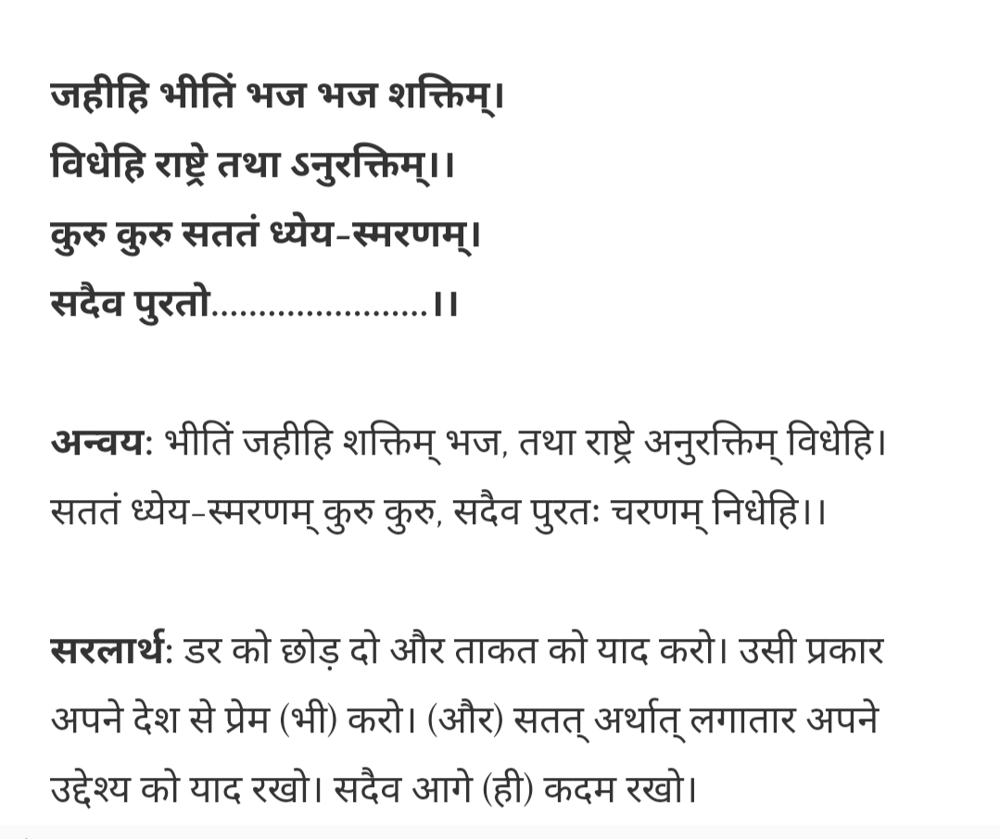 जहीहि भीतिं भज भज शक्तिम्।
विधेहि राष्ट्रे तथा ऽनुरक्तिम्।।
कुरु कुरु सततं ध्येय-स्मरणम्।
सदैव पुरतो.......................।।
अन्वय: भीतिं जहीहि शक्तिम् भज, तथा राष्ट्रे अनुरक्तिम् विधेहि।
सततं ध्येय-स्मरणम् कुरु कुरु, सदैव पुरतः चरणम् निधेहि।।
सरलार्थ: डर को छोड़ दो और ताकत को याद करो। उसी प्रकार
अपने देश से प्रेम (भी) करो। (और) सतत् अर्थात् लगातार अपने
उद्देश्य को याद रखो। सदैव आगे (ही) कदम रखो।